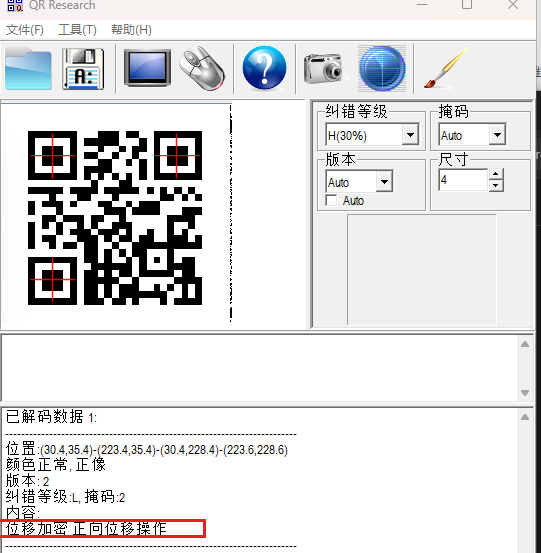 QR Research
文件(F) 工具(T) 帮助(H)
纠错等级
H(30%)
掩码
Auto
版本
Auto
Auto
尺寸
4
已解码数据 1:
位置:(30.4,35.4)-(223.4,35.4)-(30.4,228.4)-(223.6,228.6)
颜色正常, 正像
版本: 2
纠错等级:L, 掩码:2
内容:
位移加密 正向位移操作